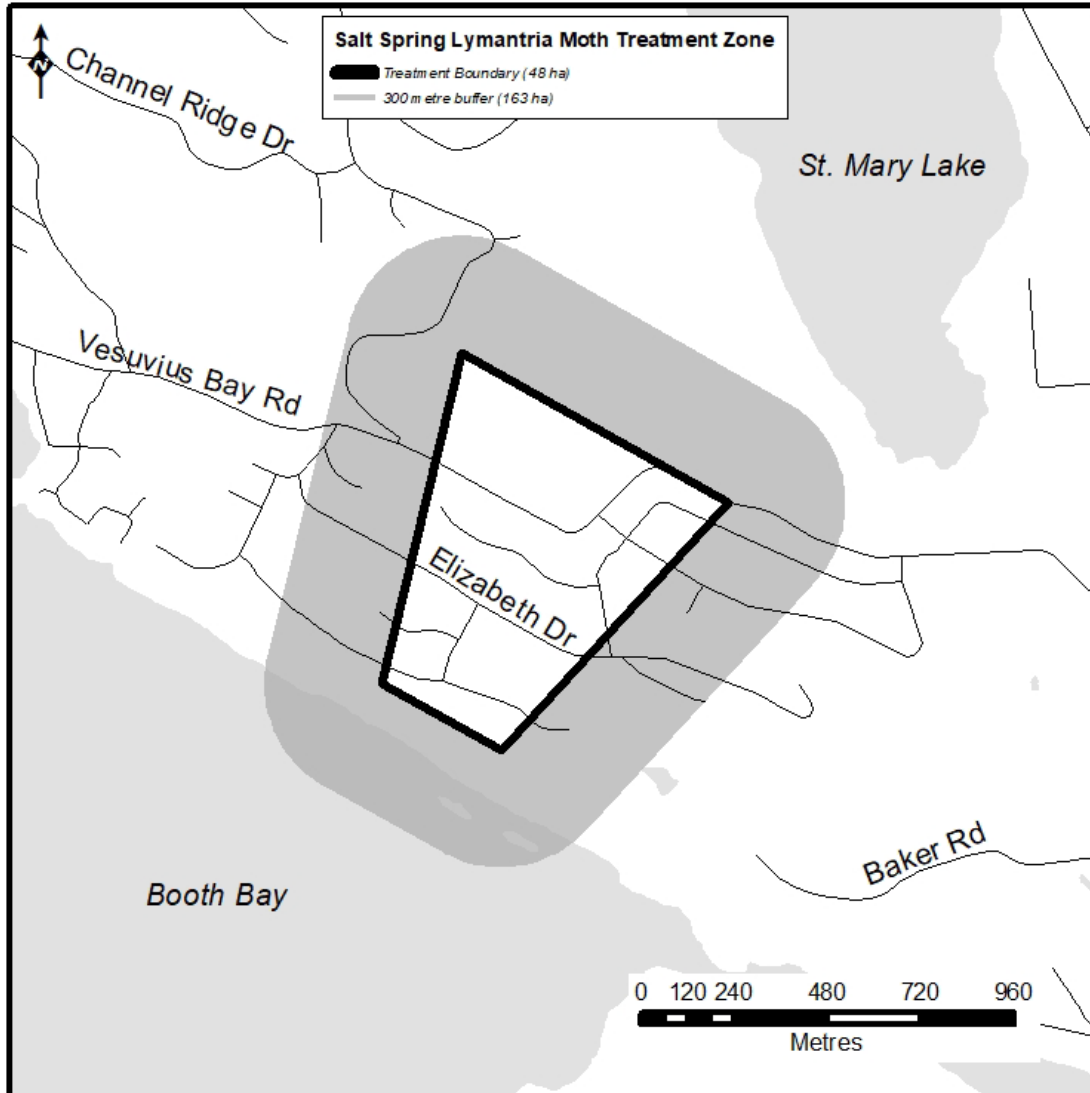 Salt Spring Lymantria Moth Treatment Zone
Treatment Boundary (48 ha)
300 metre buffer (163 ha)
N
Channel Ridge Dr
St. Mary Lake
Vesuvius Bay Rd
Elizabeth Dr
Baker Rd
Booth Bay
0 120 240 480 720 960
Metres